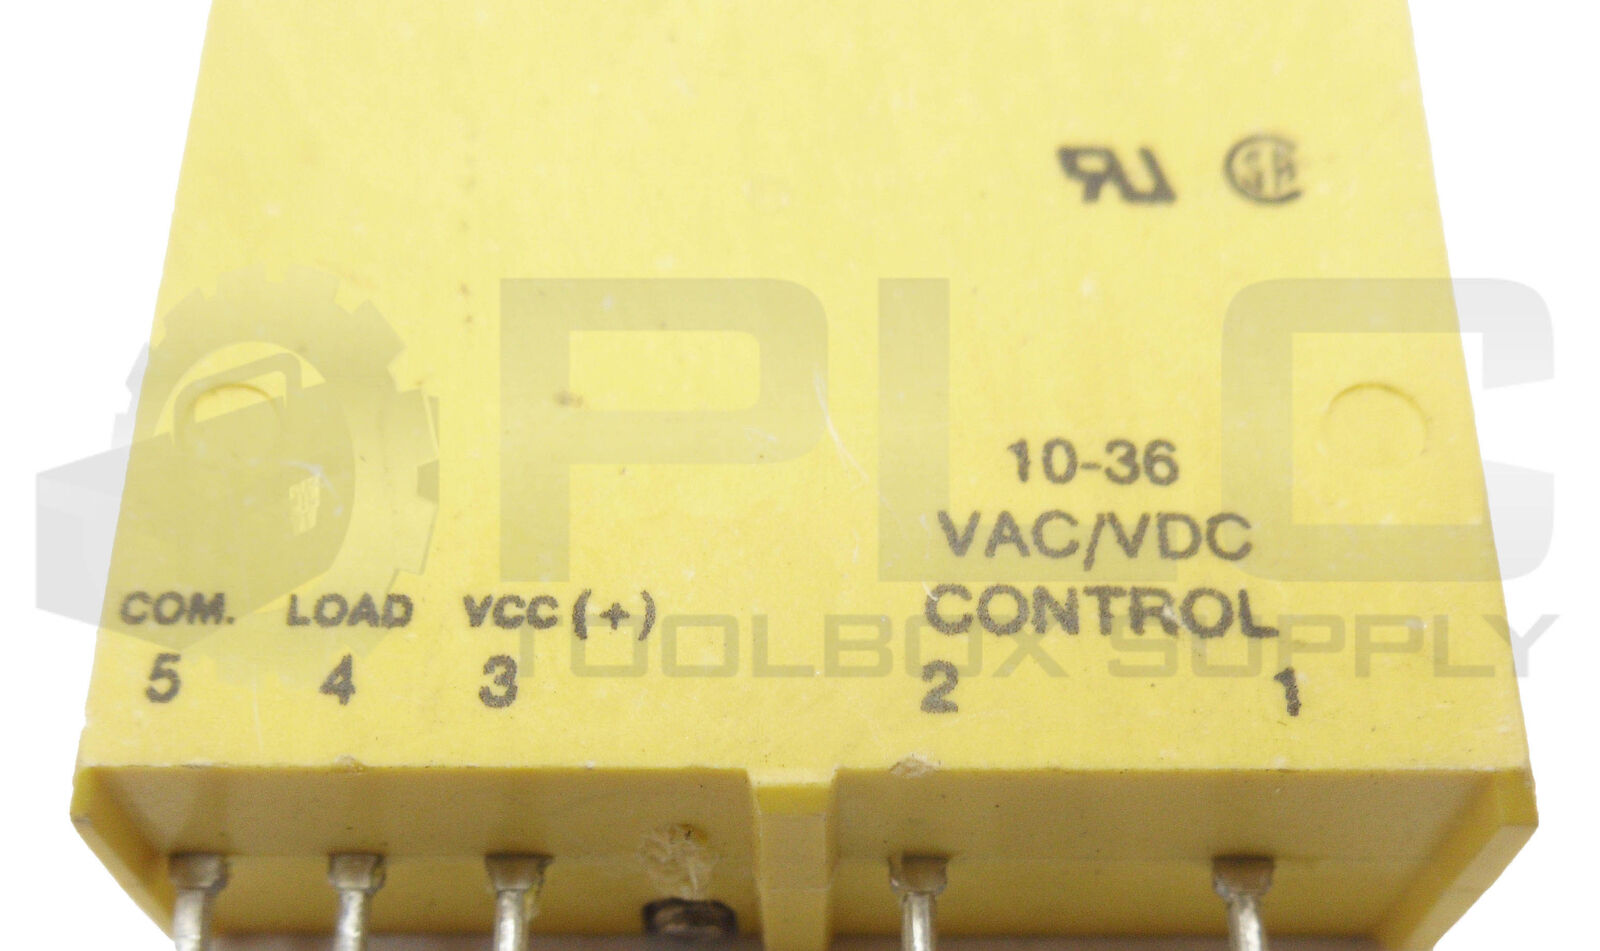 PLC
TOOLBOX SUPPLY
10-36
VAC/VDC
CONTROL
COM. LOAD VCC (+)
5 4 3 2 1